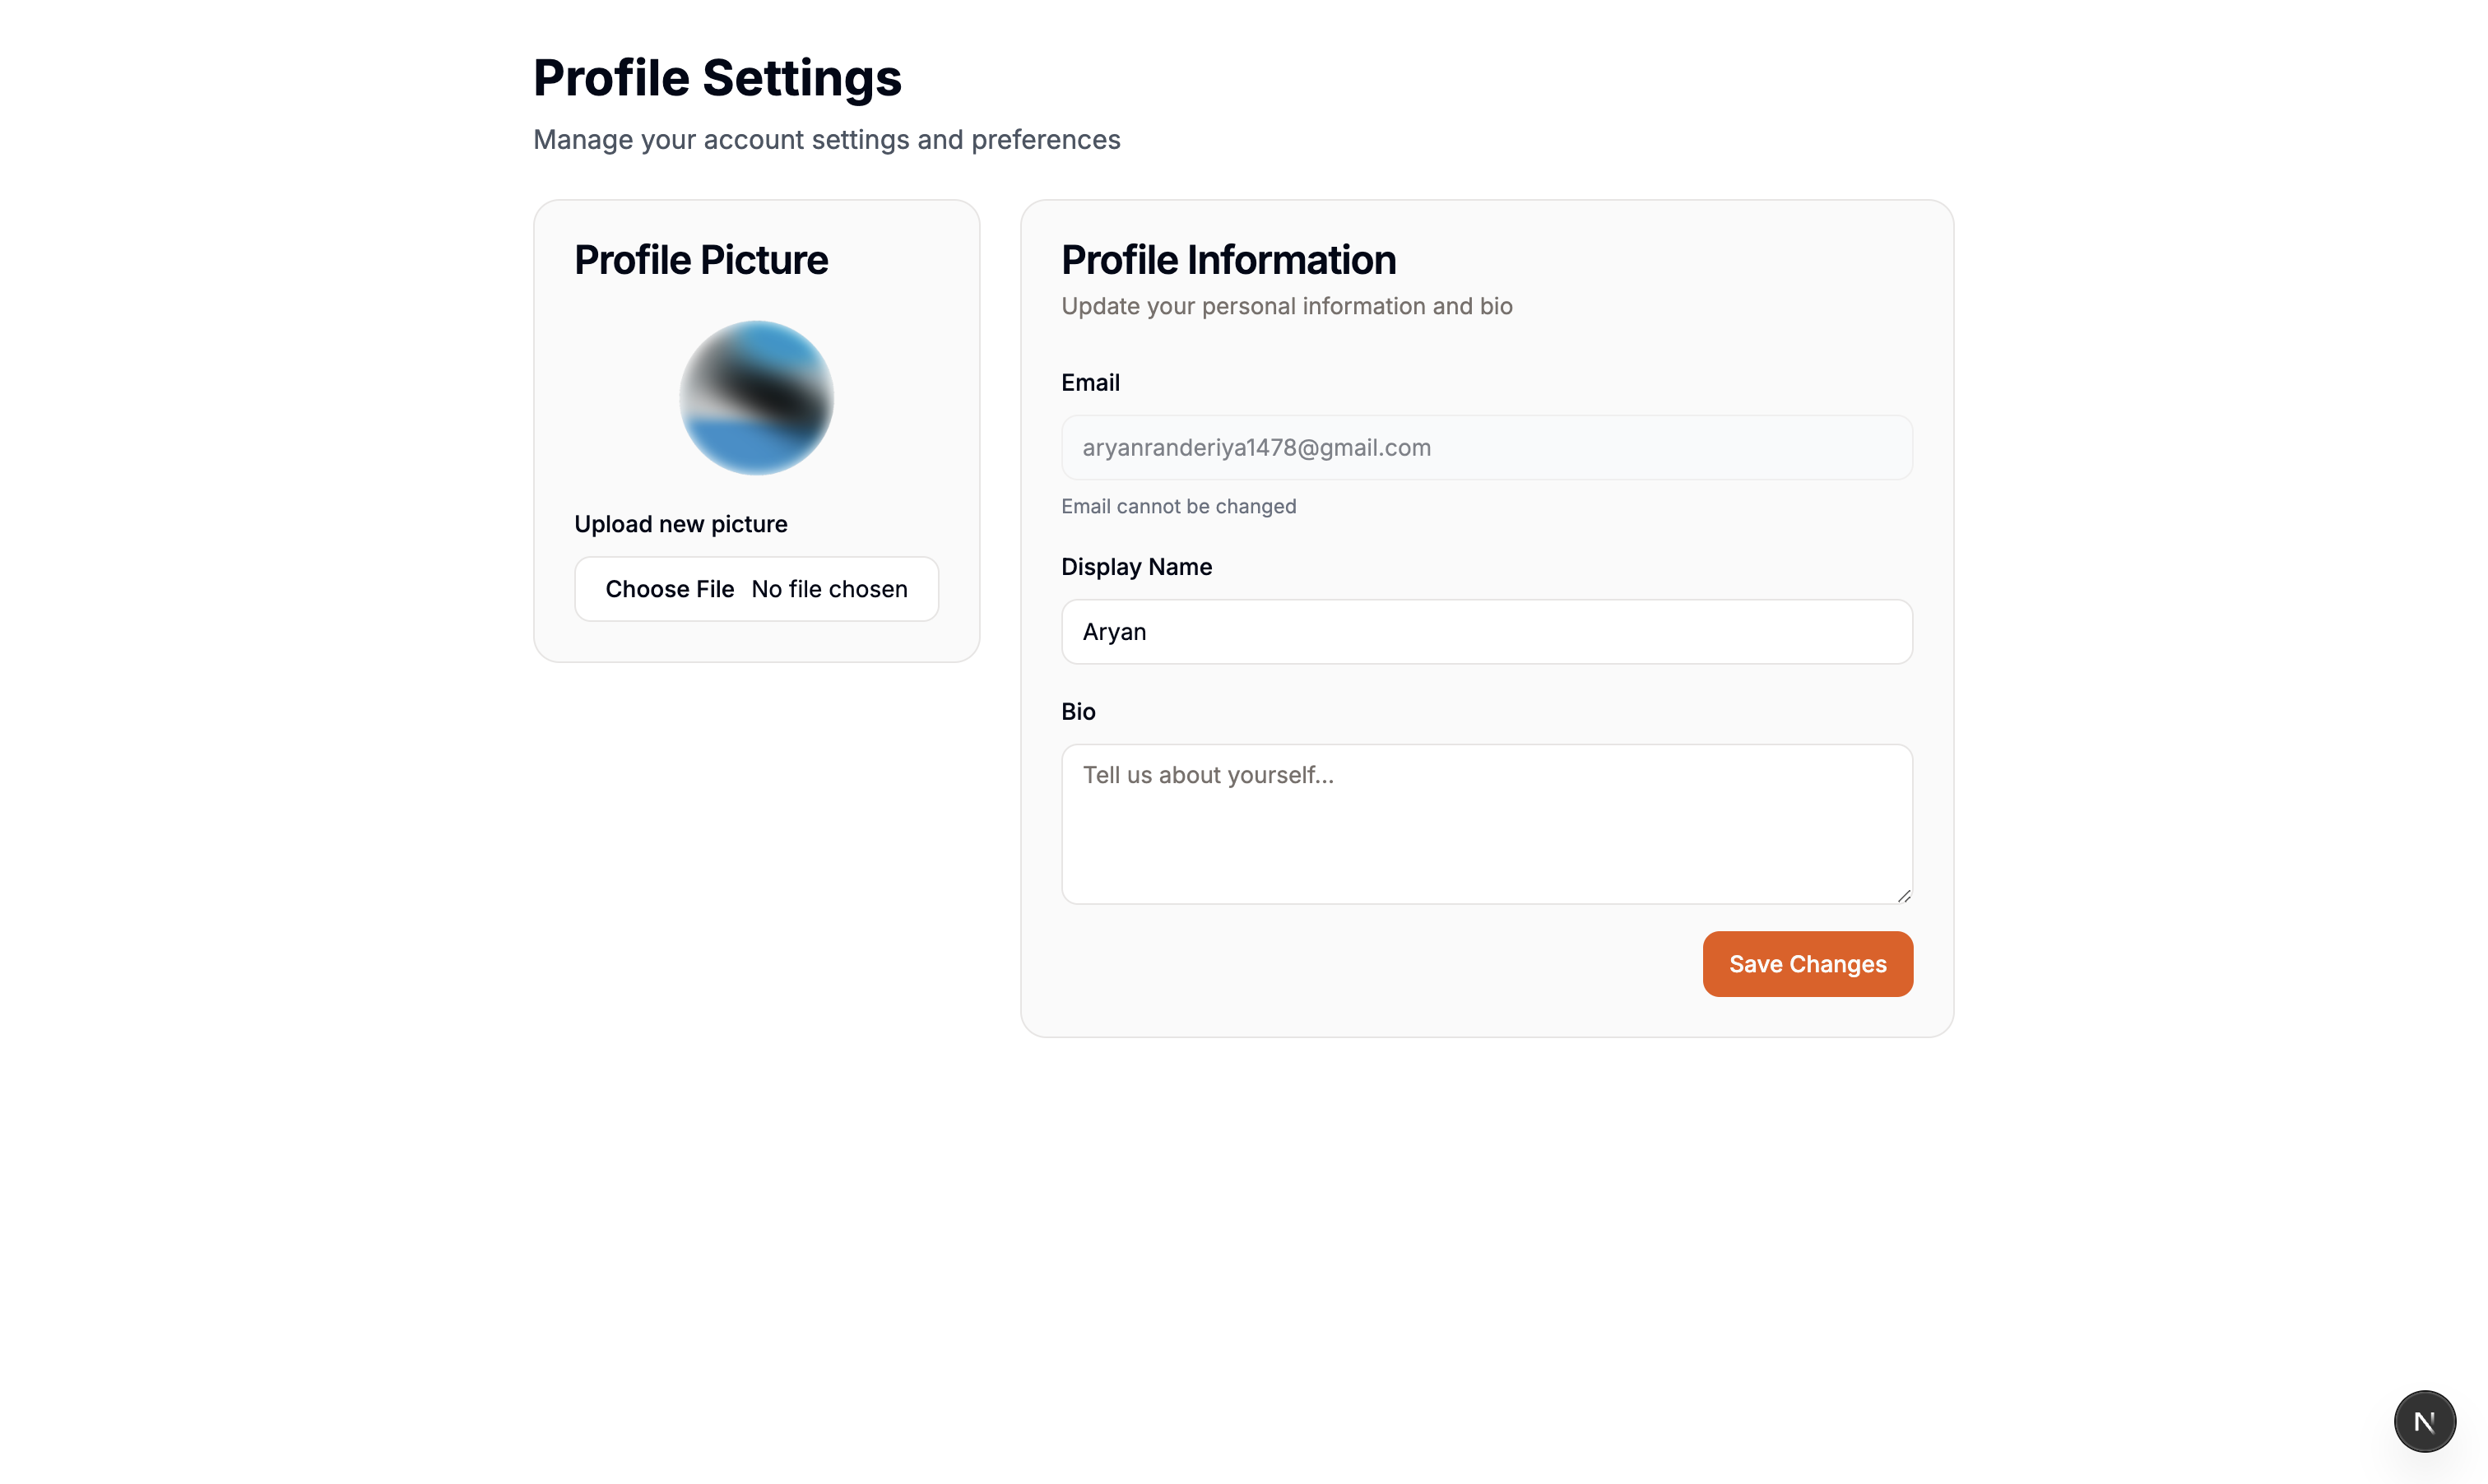 Profile Settings
Manage your account settings and preferences
Profile Picture
Upload new picture
Choose File No file chosen
Profile Information
Update your personal information and bio
Email
aryanranderiya1478@gmail.com
Email cannot be changed
Display Name
Aryan
Bio
Tell us about yourself...
Save Changes
N